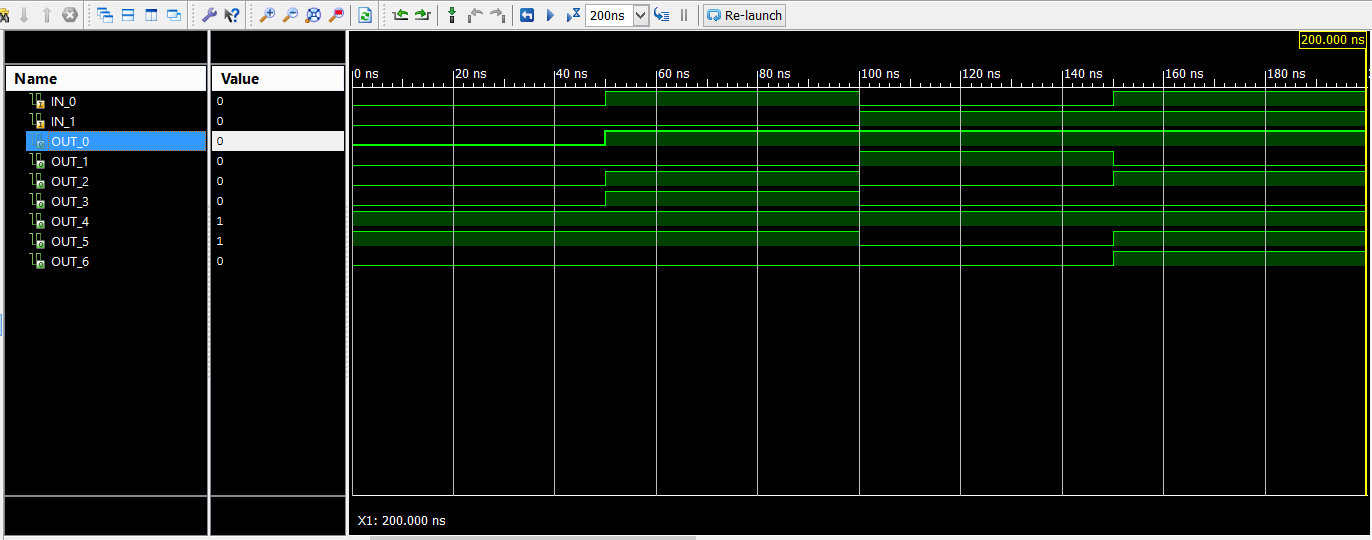 200ns Re-launch
200.000 ns
Name Value
0 ns 20 ns 40 ns 60 ns 80 ns 100 ns 120 ns 140 ns 160 ns 180 ns
IN_0 0
IN_1 0
OUT_0 0
OUT_1 0
OUT_2 0
OUT_3 0
OUT_4 1
OUT_5 1
OUT_6 0
X1: 200.000 ns